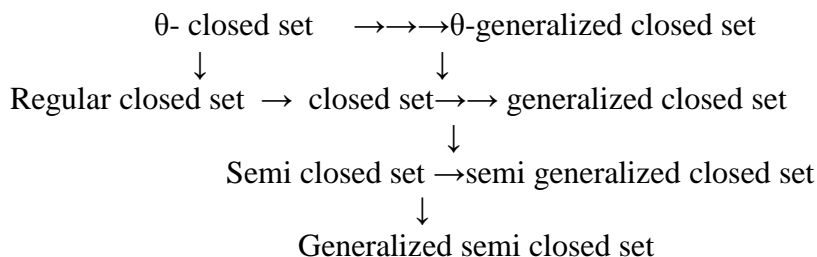 θ- closed set →→→θ-generalized closed set
↓ ↓
Regular closed set → closed set→→ generalized closed set
↓
Semi closed set →semi generalized closed set
↓
Generalized semi closed set